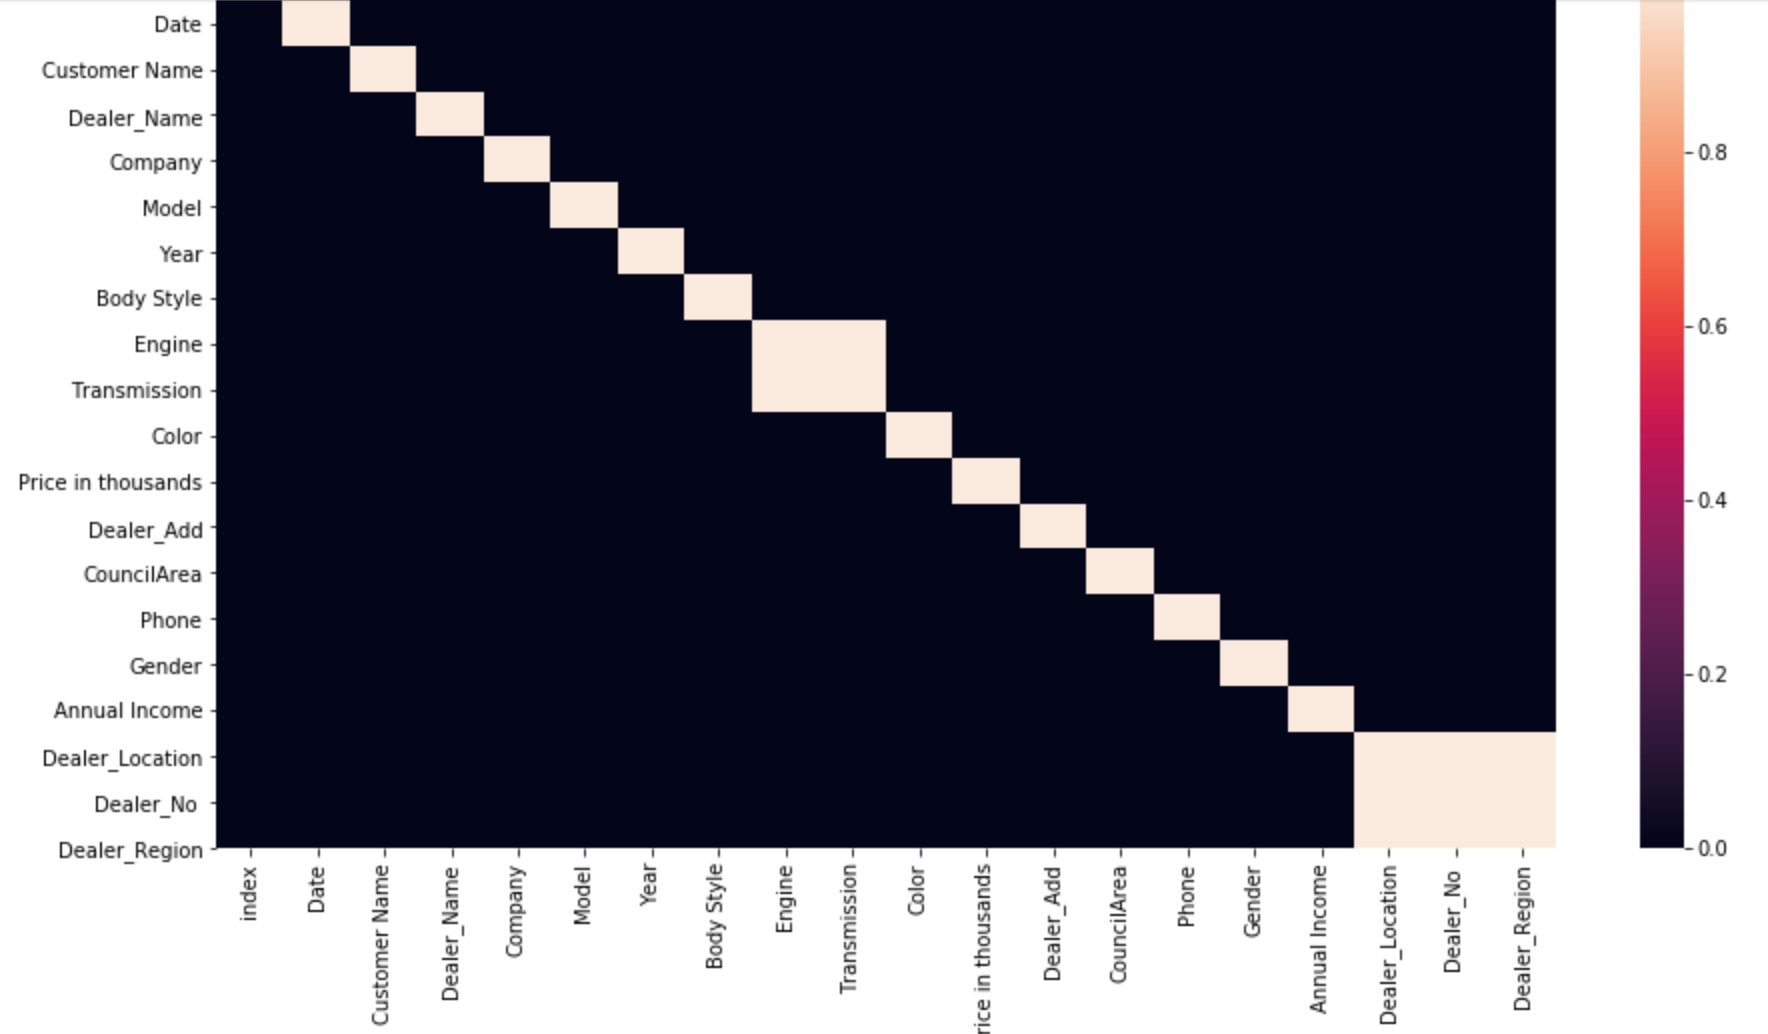 Date
Customer Name
Dealer_Name
Company
Model
Year
Body Style
Engine
Transmission
Color
Price in thousands
Dealer_Add
CouncilArea
Phone
Gender
Annual Income
Dealer_Location
Dealer_No
Dealer_Region
index
Date
Customer Name
Dealer_Name
Company
Model
Year
Body Style
Engine
Transmission
Color
rice in thousands
Dealer_Add
CouncilArea
Phone
Gender
Annual Income
Dealer_Location
Dealer_No
Dealer_Region
0.8
0.6
0.4
0.2
0.0